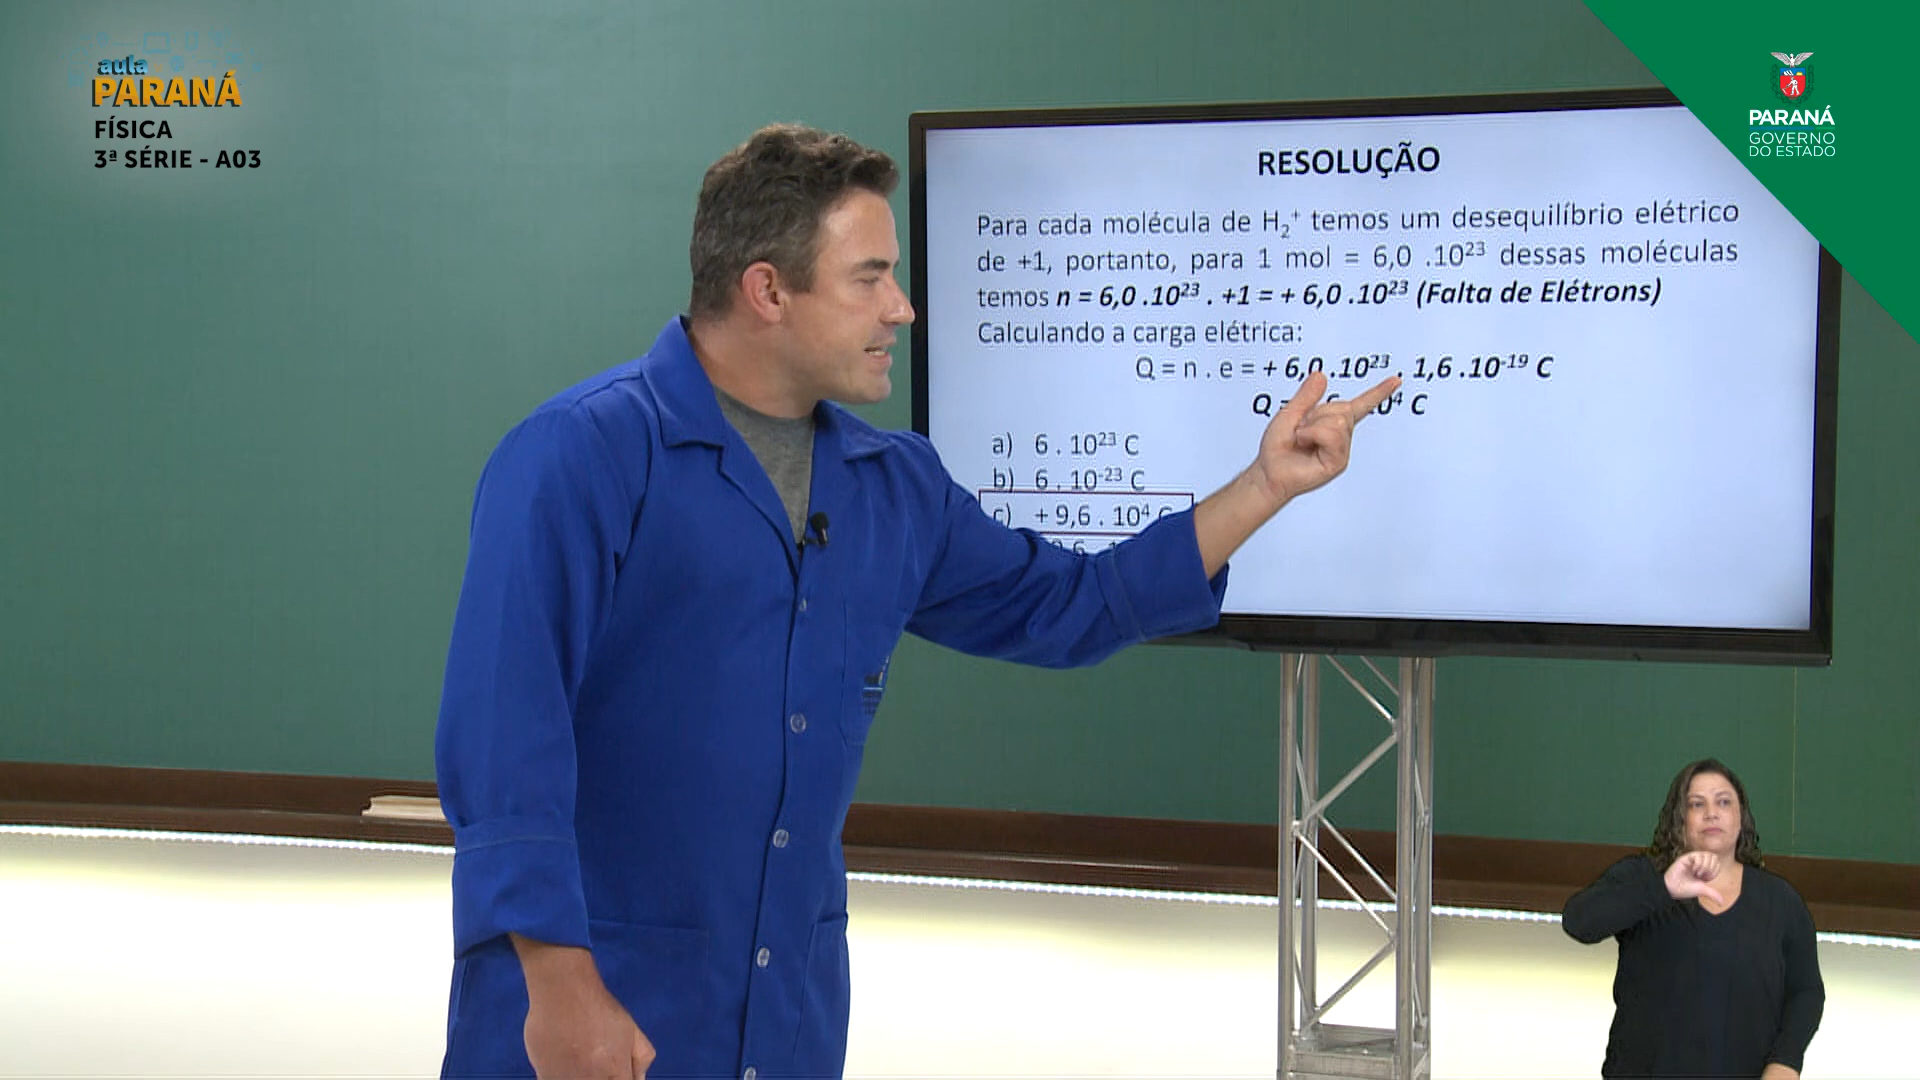 aula
PARANÁ
FÍSICA
3ª SÉRIE - A03
PARANÁ
GOVERNO
DO ESTADO
RESOLUÇÃO
Para cada molécula de H₂⁺ temos um desequilíbrio elétrico
de +1, portanto, para 1 mol = 6,0 .10²³ dessas moléculas
temos n = 6,0 .10²³ . +1 = + 6,0 .10²³ (Falta de Elétrons)
Calculando a carga elétrica:
Q = n . e = + 6,0 .10²³ . 1,6 .10⁻¹⁹ C
Q = 10⁴ C
a) 6 . 10²³ C
b) 6 . 10⁻²³ C
c) + 9,6 . 10⁴ C